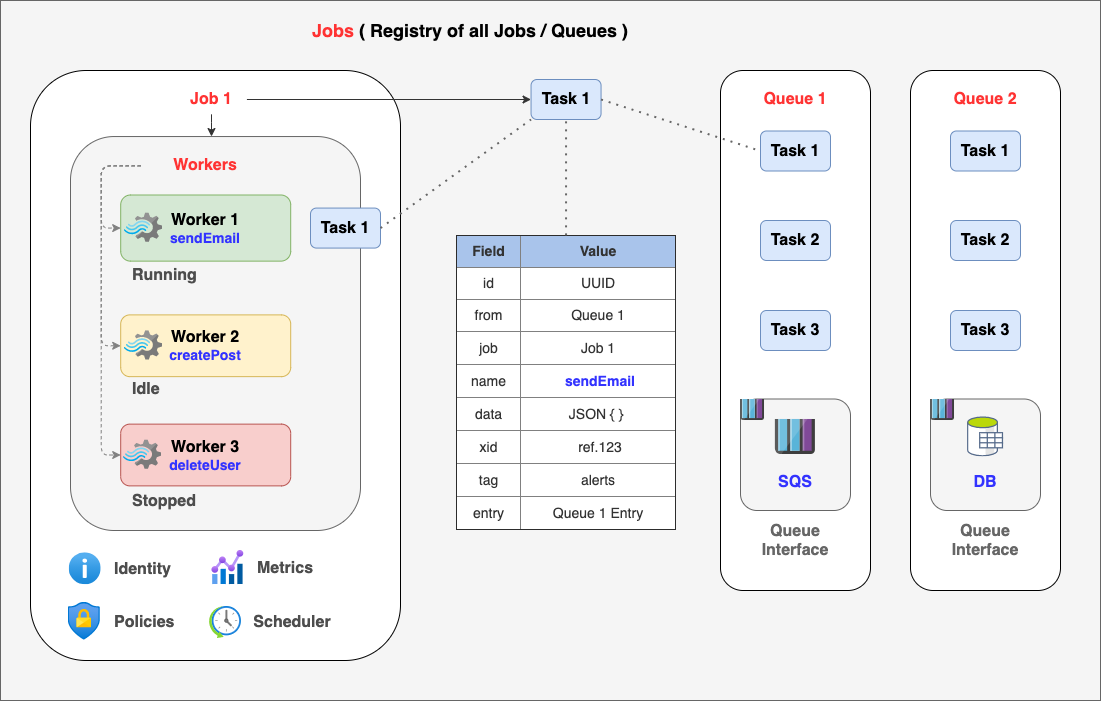 Jobs ( Registry of all Jobs / Queues )
Job 1
Workers
Worker 1
sendEmail
Running
Worker 2
createPost
Idle
Worker 3
deleteUser
Stopped
Task 1
Identity
Metrics
Policies
Scheduler
Task 1
Field Value
id UUID
from Queue 1
job Job 1
name sendEmail
data JSON { }
xid ref.123
tag alerts
entry Queue 1 Entry
Queue 1
Task 1
Task 2
Task 3
SQS
Queue
Interface
Queue 2
Task 1
Task 2
Task 3
DB
Queue
Interface